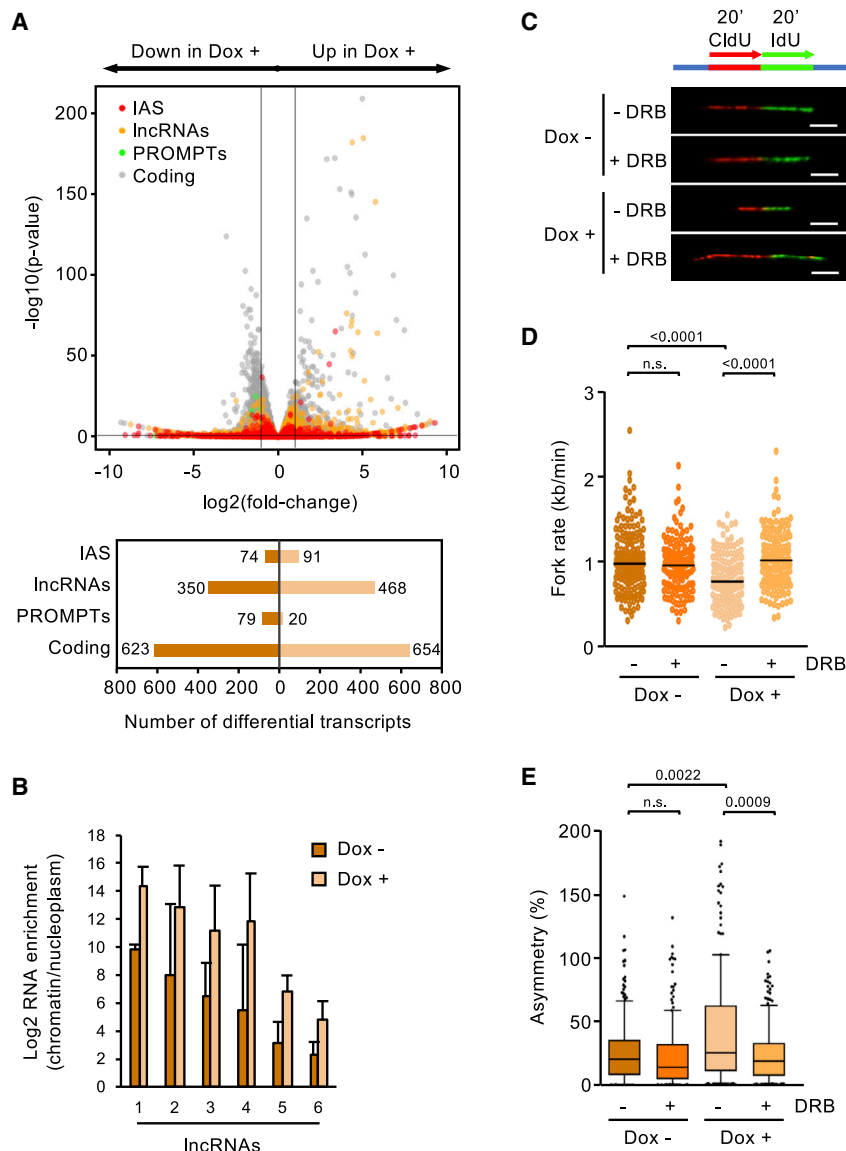 A
Down in Dox +
Up in Dox +
IAS
lncRNAs
PROMPTs
Coding
200
150
100
50
0
-log10(p-value)
-10 -5 0 5 10
log2(fold-change)
IAS 74 91
lncRNAs 350 468
PROMPTs 79 20
Coding 623 654
800 600 400 200 0 200 400 600 800
Number of differential transcripts
B
Log2 RNA enrichment
(chromatin/nucleoplasm)
18
16
14
12
10
8
6
4
2
0
Dox -
Dox +
1 2 3 4 5 6
lncRNAs
C
20' 20'
CldU IdU
Dox -
- DRB
+ DRB
Dox +
- DRB
+ DRB
D
<0.0001
n.s. <0.0001
Fork rate (kb/min)
3
2
1
0
- + - + DRB
Dox - Dox +
E
0.0022
n.s. 0.0009
Asymmetry (%)
200
150
100
50
0
- + - + DRB
Dox - Dox +